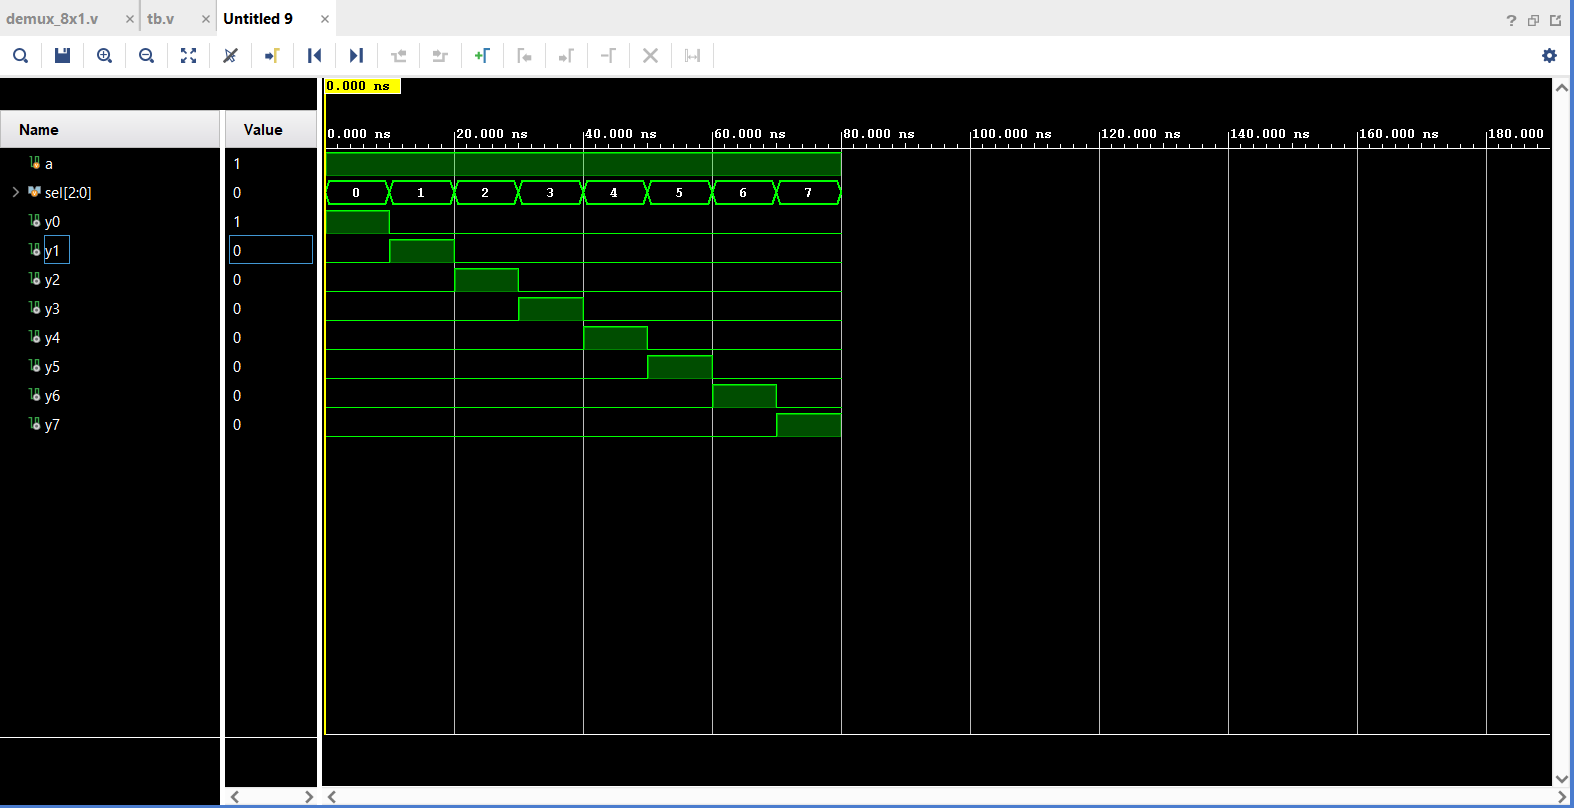 demux_8x1.v × tb.v × Untitled 9 ×
?
0.000 ns
Name Value
0.000 ns 20.000 ns 40.000 ns 60.000 ns 80.000 ns 100.000 ns 120.000 ns 140.000 ns 160.000 ns 180.000
a 1
sel[2:0] 0 0 1 2 3 4 5 6 7
y0 1
y1 0
y2 0
y3 0
y4 0
y5 0
y6 0
y7 0